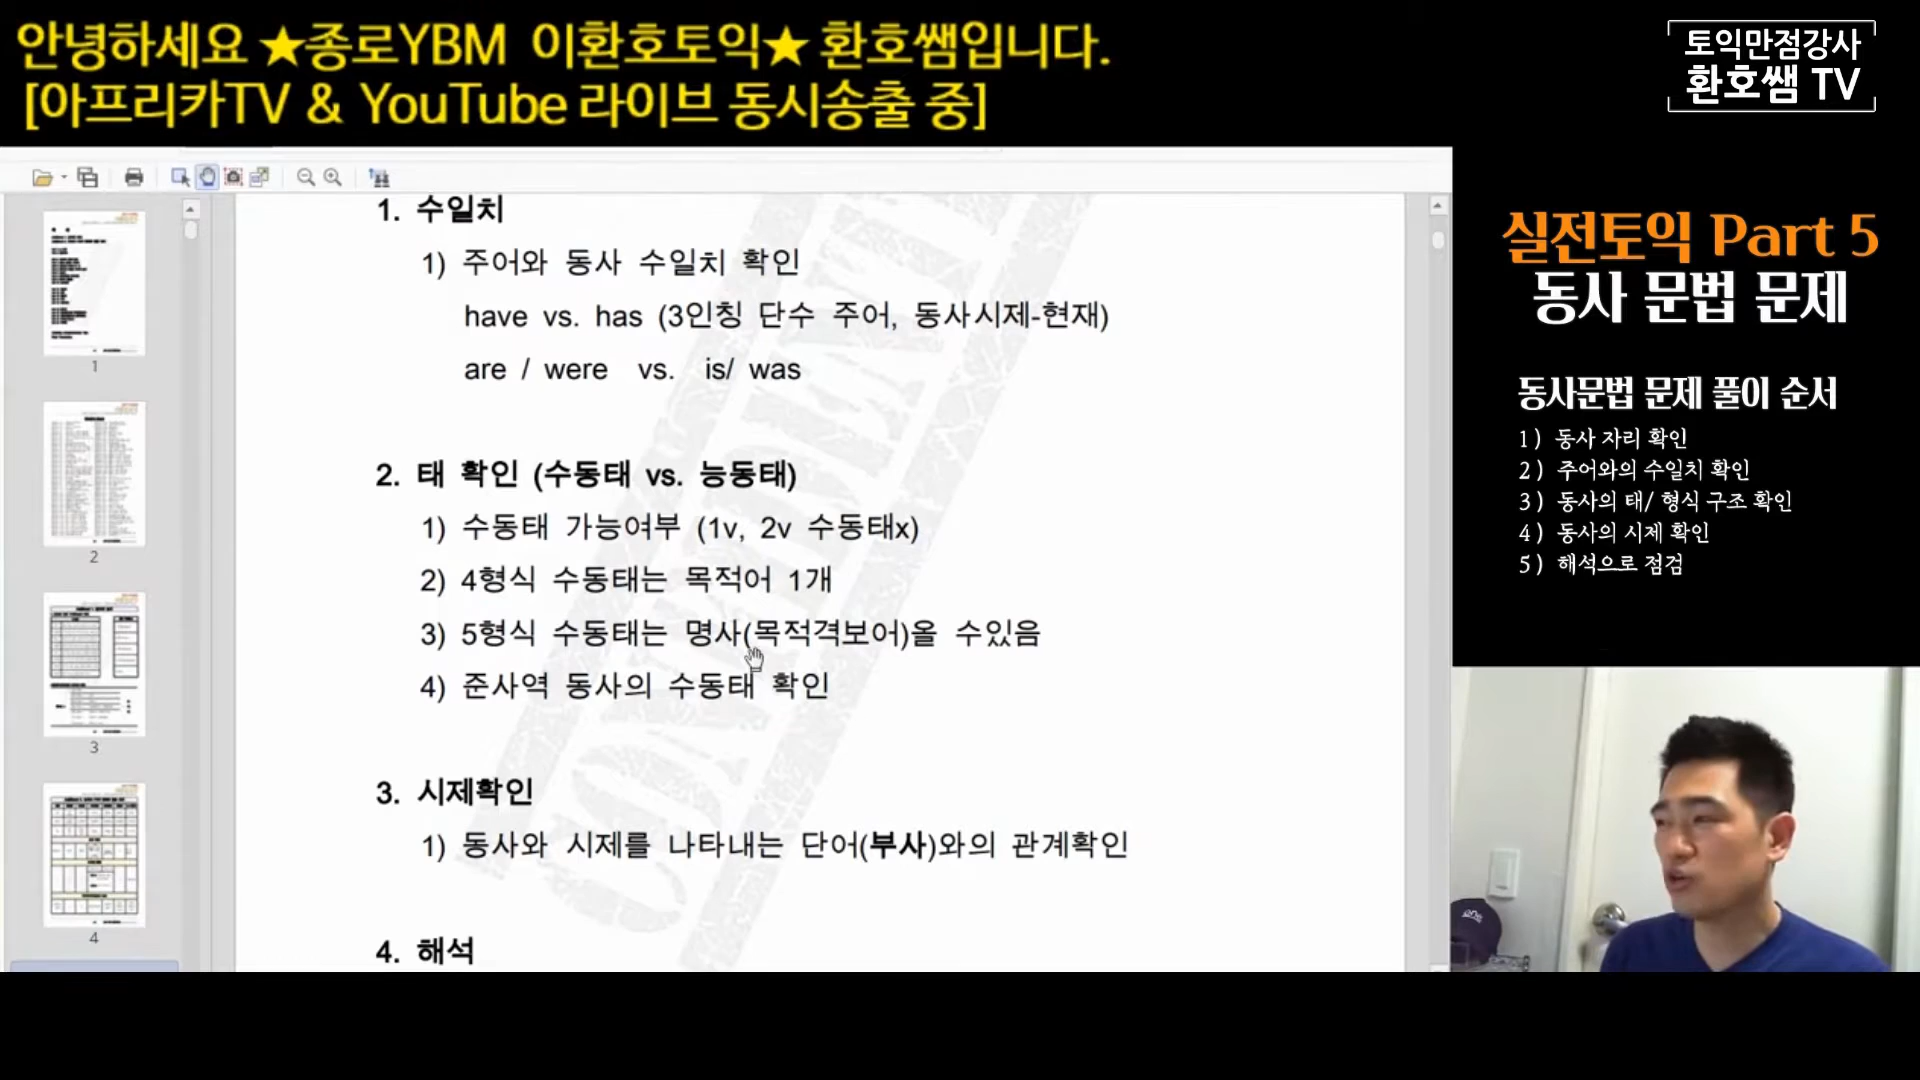 안녕하세요 ★종로YBM 이환호토익★ 환호쌤입니다.
[아프리카TV & YouTube 라이브 동시송출 중]
토익만점강사
환호쌤 TV
1. 수일치
1) 주어와 동사 수일치 확인
have vs. has (3인칭 단수 주어, 동사시제-현재)
are / were vs. is/ was
2. 태 확인 (수동태 vs. 능동태)
1) 수동태 가능여부 (1v, 2v 수동태x)
2) 4형식 수동태는 목적어 1개
3) 5형식 수동태는 명사(목적격보어)올 수있음
4) 준사역 동사의 수동태 확인
3. 시제확인
1) 동사와 시제를 나타내는 단어(부사)와의 관계확인
4. 해석
1
2
3
4
실전토익 Part 5
동사 문법 문제
동사문법 문제 풀이 순서
1) 동사 자리 확인
2) 주어와의 수일치 확인
3) 동사의 태/ 형식 구조 확인
4) 동사의 시제 확인
5) 해석으로 점검